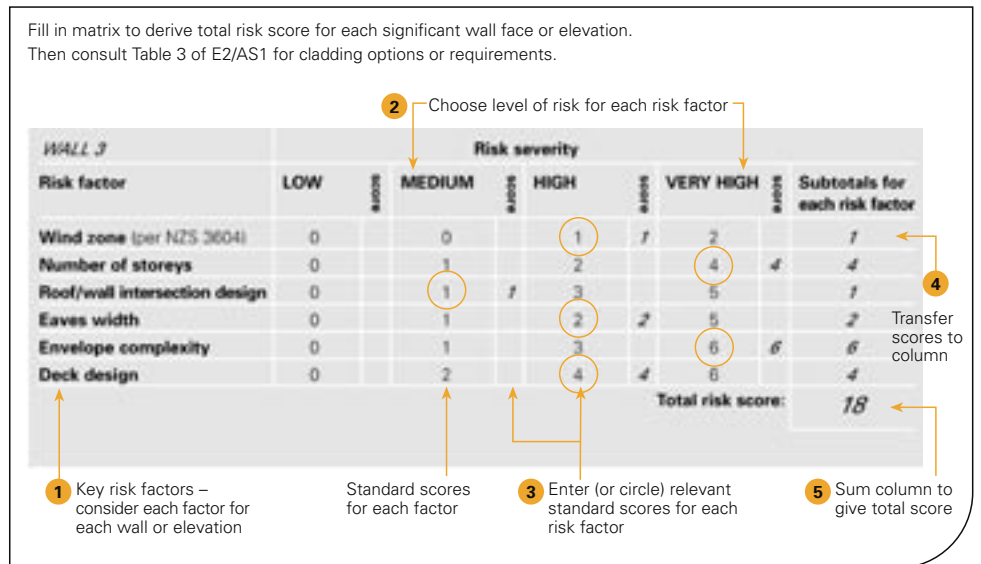 Fill in matrix to derive total risk score for each significant wall face or elevation.
Then consult Table 3 of E2/AS1 for cladding options or requirements.
2 Choose level of risk for each risk factor
WALL 3 Risk severity
Risk factor LOW score MEDIUM score HIGH score VERY HIGH score Subtotals for
each risk factor
Wind zone (per NZS 3604) 0 0 1 1 2 1
Number of storeys 0 1 2 4 4 4
Roof/wall intersection design 0 1 1 3 5 1
Eaves width 0 1 2 2 5 2
Envelope complexity 0 1 3 6 6 6
Deck design 0 2 4 4 6 4
Total risk score: 18
4
Transfer
scores to
column
1 Key risk factors –
consider each factor for
each wall or elevation
Standard scores
for each factor
3 Enter (or circle) relevant
standard scores for each
risk factor
5 Sum column to
give total score